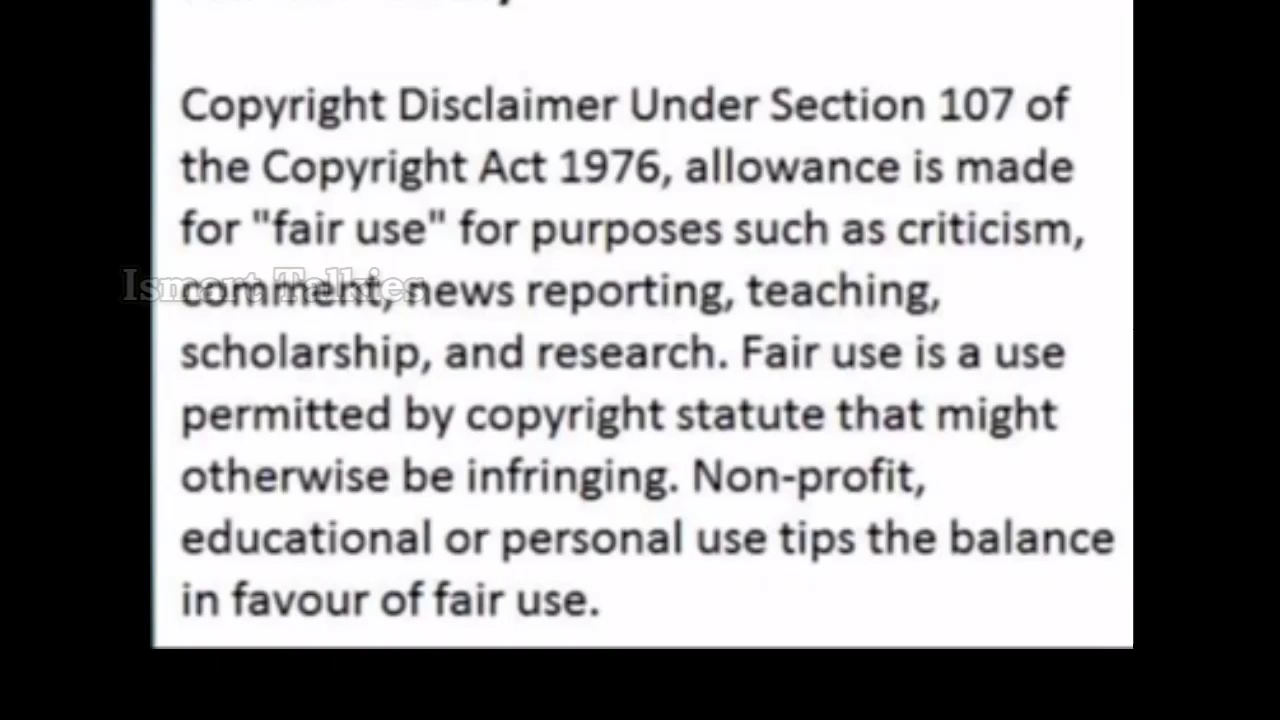 Copyright Disclaimer Under Section 107 of
the Copyright Act 1976, allowance is made
for "fair use" for purposes such as criticism,
Ismart Talkies
comment, news reporting, teaching,
scholarship, and research. Fair use is a use
permitted by copyright statute that might
otherwise be infringing. Non-profit,
educational or personal use tips the balance
in favour of fair use.